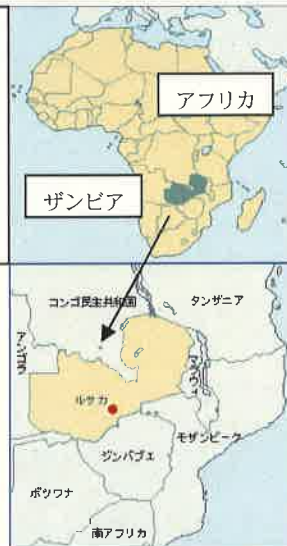 アフリカ
ザンビア
コンゴ民主共和国
タンザニア
アンゴラ
マラウィ
ルサカ
モザンビーク
ジンバブエ
ボツワナ
南アフリカ